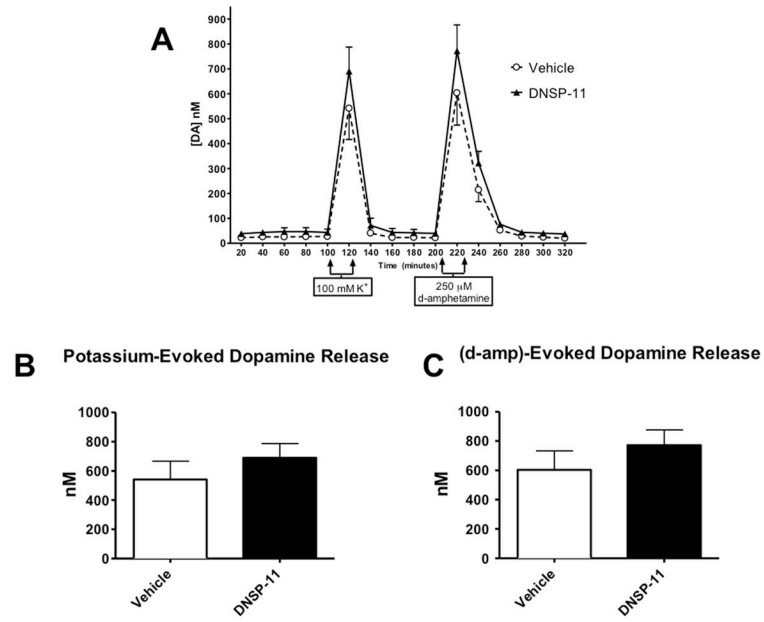 A
900
800
700
600
500
400
300
200
100
0
[DA] nM
Vehicle
DNSP-11
20 40 60 80 100 120 140 160 180 200 220 240 260 280 300 320
Time (minutes)
100 mM K⁺
250 µM
d-amphetamine
B
Potassium-Evoked Dopamine Release
1000
800
600
400
200
0
nM
Vehicle
DNSP-11
C
(d-amp)-Evoked Dopamine Release
1000
800
600
400
200
0
nM
Vehicle
DNSP-11